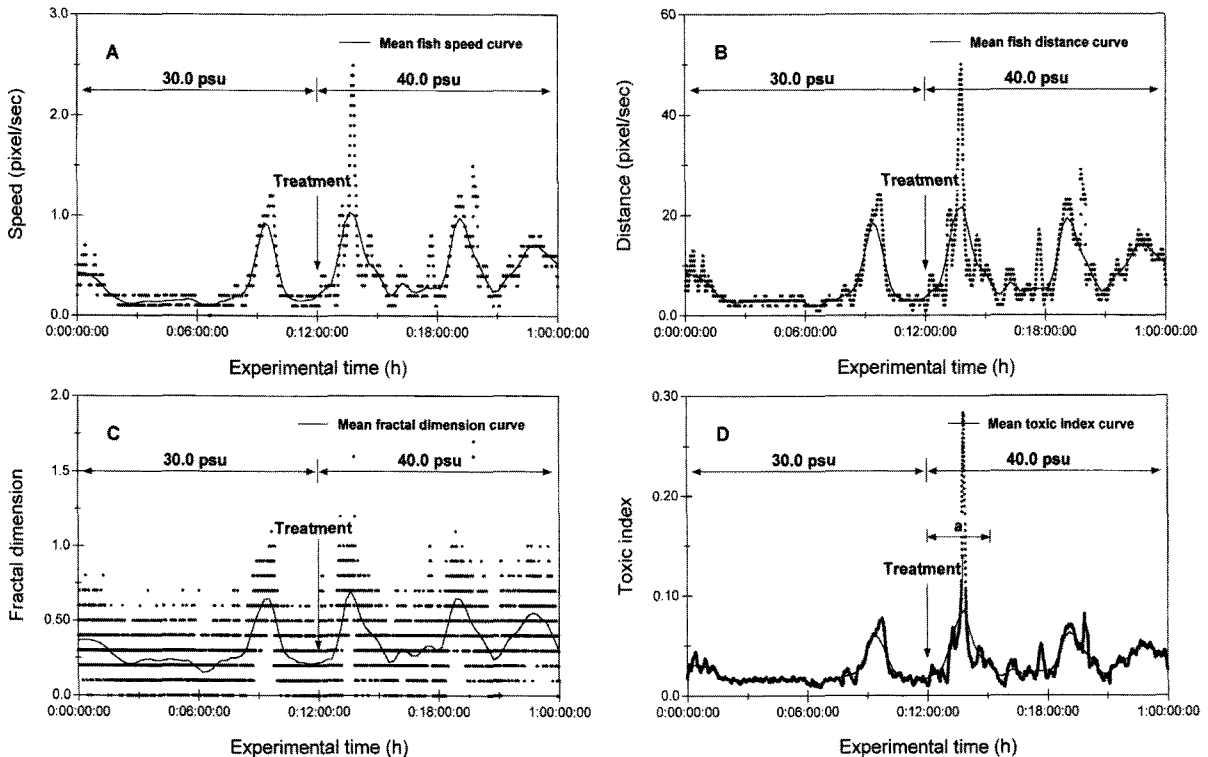 A
Mean fish speed curve
30.0 psu
40.0 psu
Treatment
Speed (pixel/sec)
3.0
2.0
1.0
0.0
0:00:00:00
0:06:00:00
0:12:00:00
0:18:00:00
1:00:00:00
Experimental time (h)
B
Mean fish distance curve
30.0 psu
40.0 psu
Treatment
Distance (pixel/sec)
60
40
20
0.0
0:00:00:00
0:06:00:00
0:12:00:00
0:18:00:00
1:00:00:00
Experimental time (h)
C
Mean fractal dimension curve
30.0 psu
40.0 psu
Treatment
Fractal dimension
2.0
1.5
1.0
0.50
0.0
0:00:00:00
0:06:00:00
0:12:00:00
0:18:00:00
1:00:00:00
Experimental time (h)
D
Mean toxic index curve
30.0 psu
40.0 psu
a
Treatment
Toxic index
0.30
0.20
0.10
0.00
0:00:00:00
0:06:00:00
0:12:00:00
0:18:00:00
1:00:00:00
Experimental time (h)